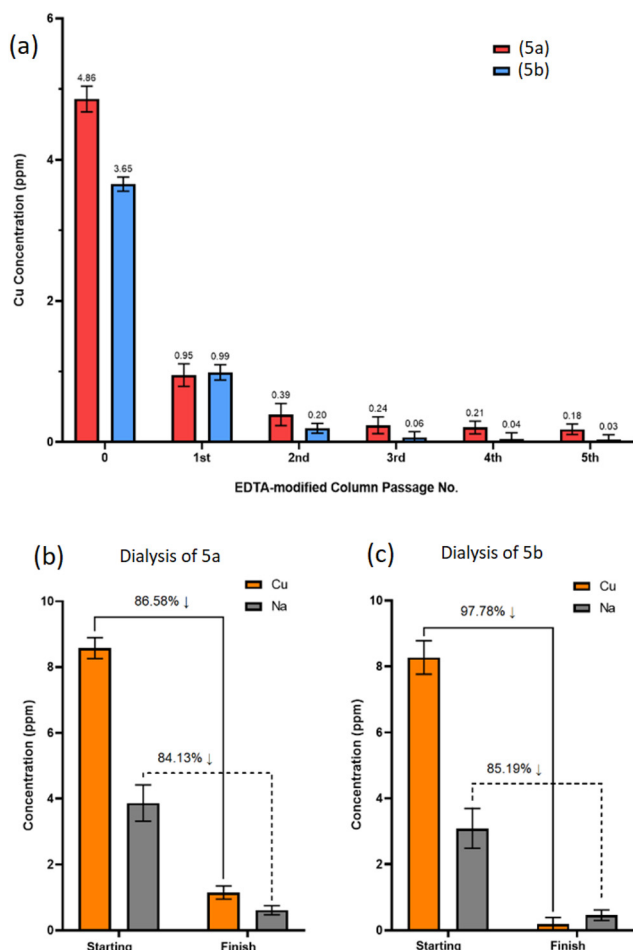 (a)
(5a)
(5b)
6
4
2
0
Cu Concentration (ppm)
4.86
3.65
0.95
0.99
0.39
0.20
0.24
0.06
0.21
0.04
0.18
0.03
0 1st 2nd 3rd 4th 5th
EDTA-modified Column Passage No.
(b) Dialysis of 5a
Cu
Na
86.58% ↓
84.13% ↓
10
8
6
4
2
0
Concentration (ppm)
Starting Finish
(c) Dialysis of 5b
Cu
Na
97.78% ↓
85.19% ↓
10
8
6
4
2
0
Concentration (ppm)
Starting Finish